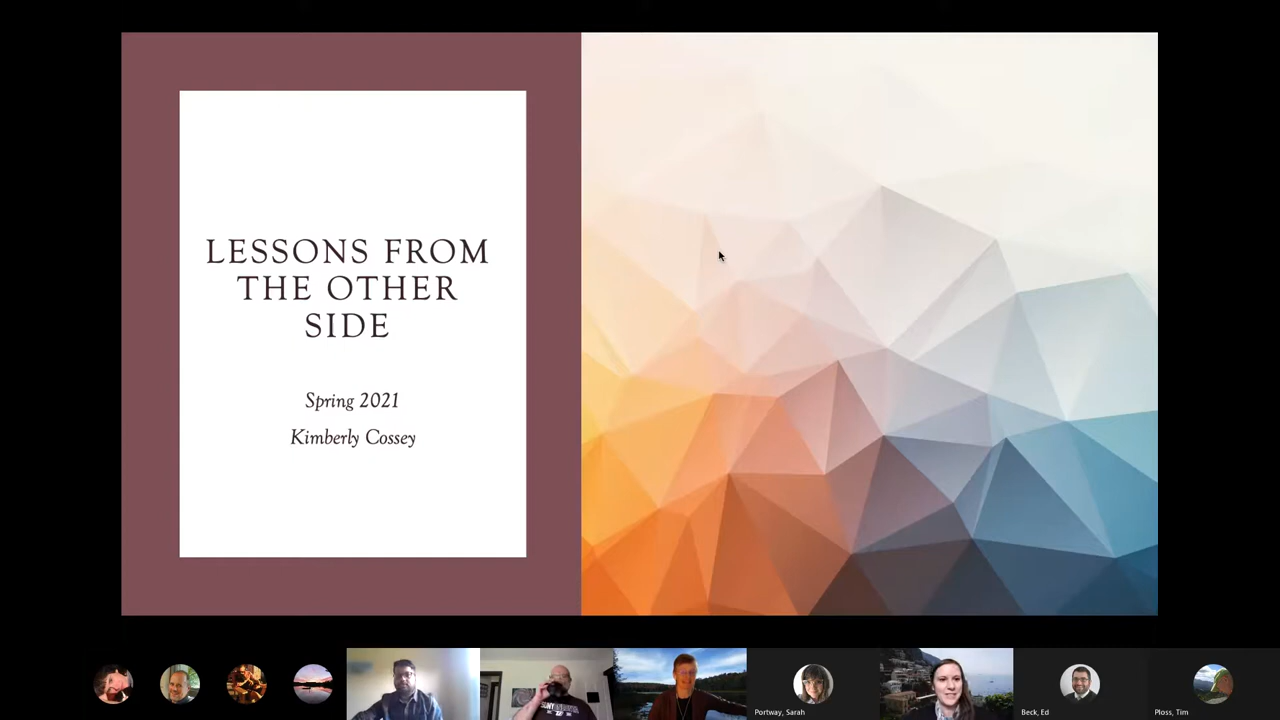 LESSONS FROM
THE OTHER
SIDE
Spring 2021
Kimberly Cossey
Portway, Sarah
Beck, Ed
Ploss, Tim